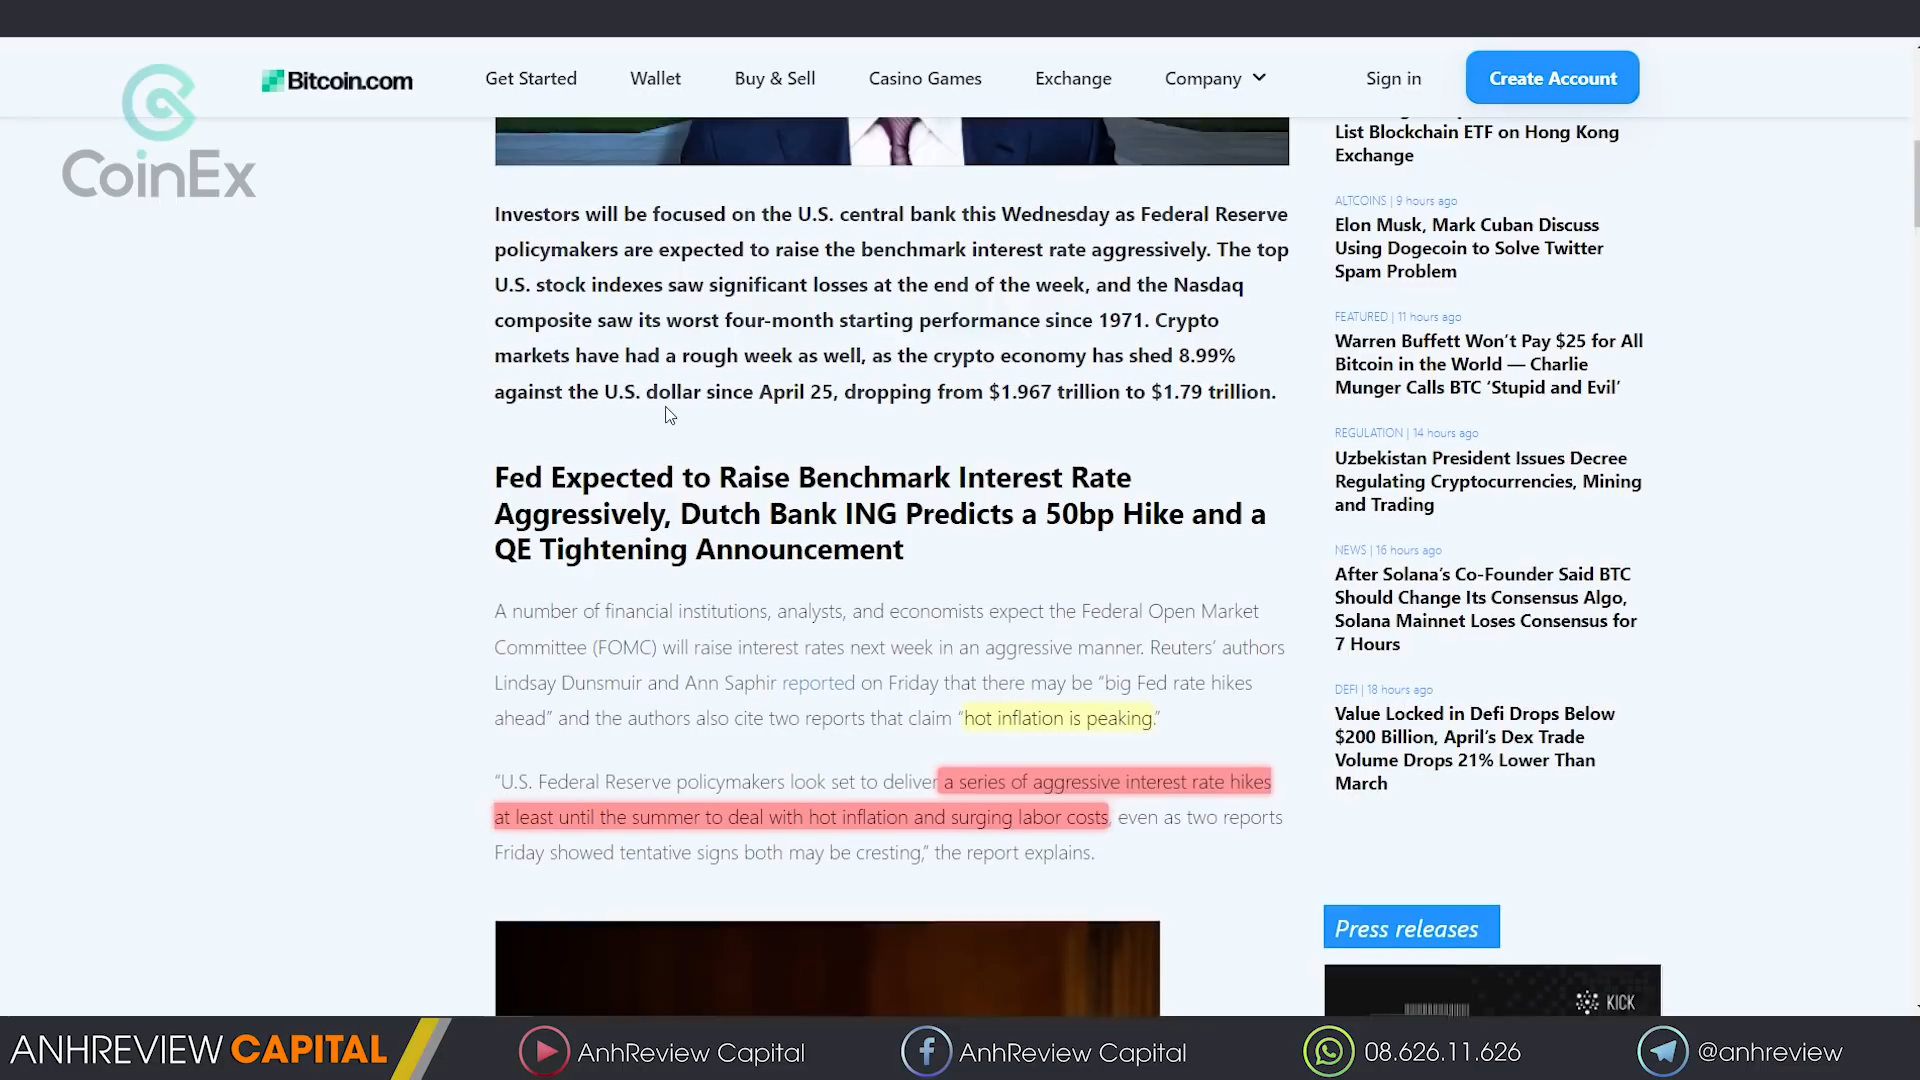 CoinEx
Bitcoin.com
Get Started
Wallet
Buy & Sell
Casino Games
Exchange
Company
Sign in
Create Account
Investors will be focused on the U.S. central bank this Wednesday as Federal Reserve
policymakers are expected to raise the benchmark interest rate aggressively. The top
U.S. stock indexes saw significant losses at the end of the week, and the Nasdaq
composite saw its worst four-month starting performance since 1971. Crypto
markets have had a rough week as well, as the crypto economy has shed 8.99%
against the U.S. dollar since April 25, dropping from $1.967 trillion to $1.79 trillion.
Fed Expected to Raise Benchmark Interest Rate
Aggressively, Dutch Bank ING Predicts a 50bp Hike and a
QE Tightening Announcement
A number of financial institutions, analysts, and economists expect the Federal Open Market
Committee (FOMC) will raise interest rates next week in an aggressive manner. Reuters’ authors
Lindsay Dunsmuir and Ann Saphir reported on Friday that there may be “big Fed rate hikes
ahead” and the authors also cite two reports that claim “hot inflation is peaking.”
“U.S. Federal Reserve policymakers look set to deliver a series of aggressive interest rate hikes
at least until the summer to deal with hot inflation and surging labor costs, even as two reports
Friday showed tentative signs both may be cresting,” the report explains.
List Blockchain ETF on Hong Kong
Exchange
ALTCOINS | 9 hours ago
Elon Musk, Mark Cuban Discuss
Using Dogecoin to Solve Twitter
Spam Problem
FEATURED | 11 hours ago
Warren Buffett Won’t Pay $25 for All
Bitcoin in the World — Charlie
Munger Calls BTC ‘Stupid and Evil’
REGULATION | 14 hours ago
Uzbekistan President Issues Decree
Regulating Cryptocurrencies, Mining
and Trading
NEWS | 16 hours ago
After Solana’s Co-Founder Said BTC
Should Change Its Consensus Algo,
Solana Mainnet Loses Consensus for
7 Hours
DEFI | 18 hours ago
Value Locked in Defi Drops Below
$200 Billion, April’s Dex Trade
Volume Drops 21% Lower Than
March
Press releases
KICK
ANHREVIEW CAPITAL
AnhReview Capital
AnhReview Capital
08.626.11.626
@anhreview